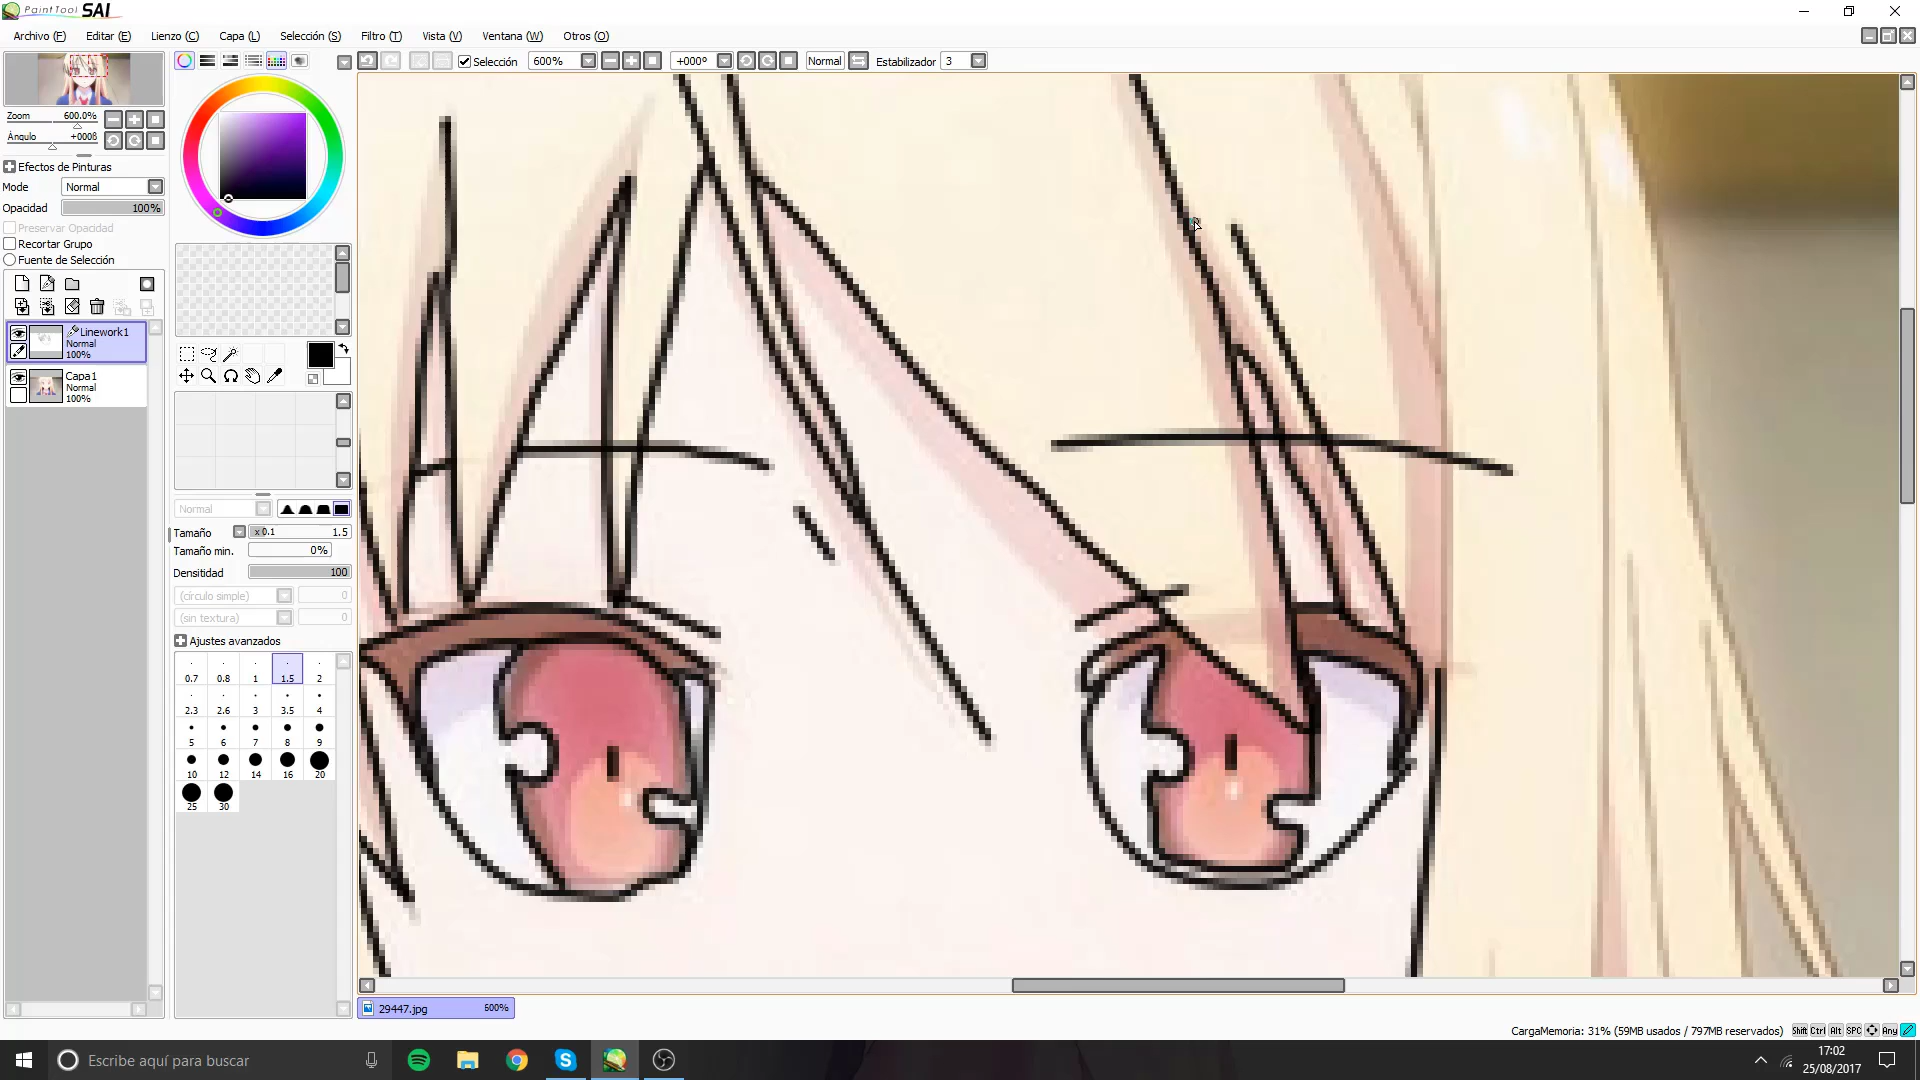 PaintTool SAI
Archivo (F) Editar (E) Lienzo (C) Capa (L) Selección (S) Filtro (T) Vista (V) Ventana (W) Otros (O)
Selección 600% +000º Normal Estabilizador 3
Zoom 600.0%
Ángulo +000ß
Efectos de Pinturas
Mode Normal
Opacidad 100%
Preservar Opacidad
Recortar Grupo
Fuente de Selección
Linework1
Normal
100%
Capa1
Normal
100%
Normal
Tamaño x 0.1 1.5
Tamaño min. 0%
Densitidad 100
(círculo simple) 0
(sin textura) 0
Ajustes avanzados
0.7 0.8 1 1.5 2
2.3 2.6 3 3.5 4
5 6 7 8 9
10 12 14 16 20
25 30
29447.jpg 600%
CargaMemoria: 31% (59MB usados / 797MB reservados) Shift Ctrl Alt SPC Any
Escribe aquí para buscar
17:02
25/08/2017